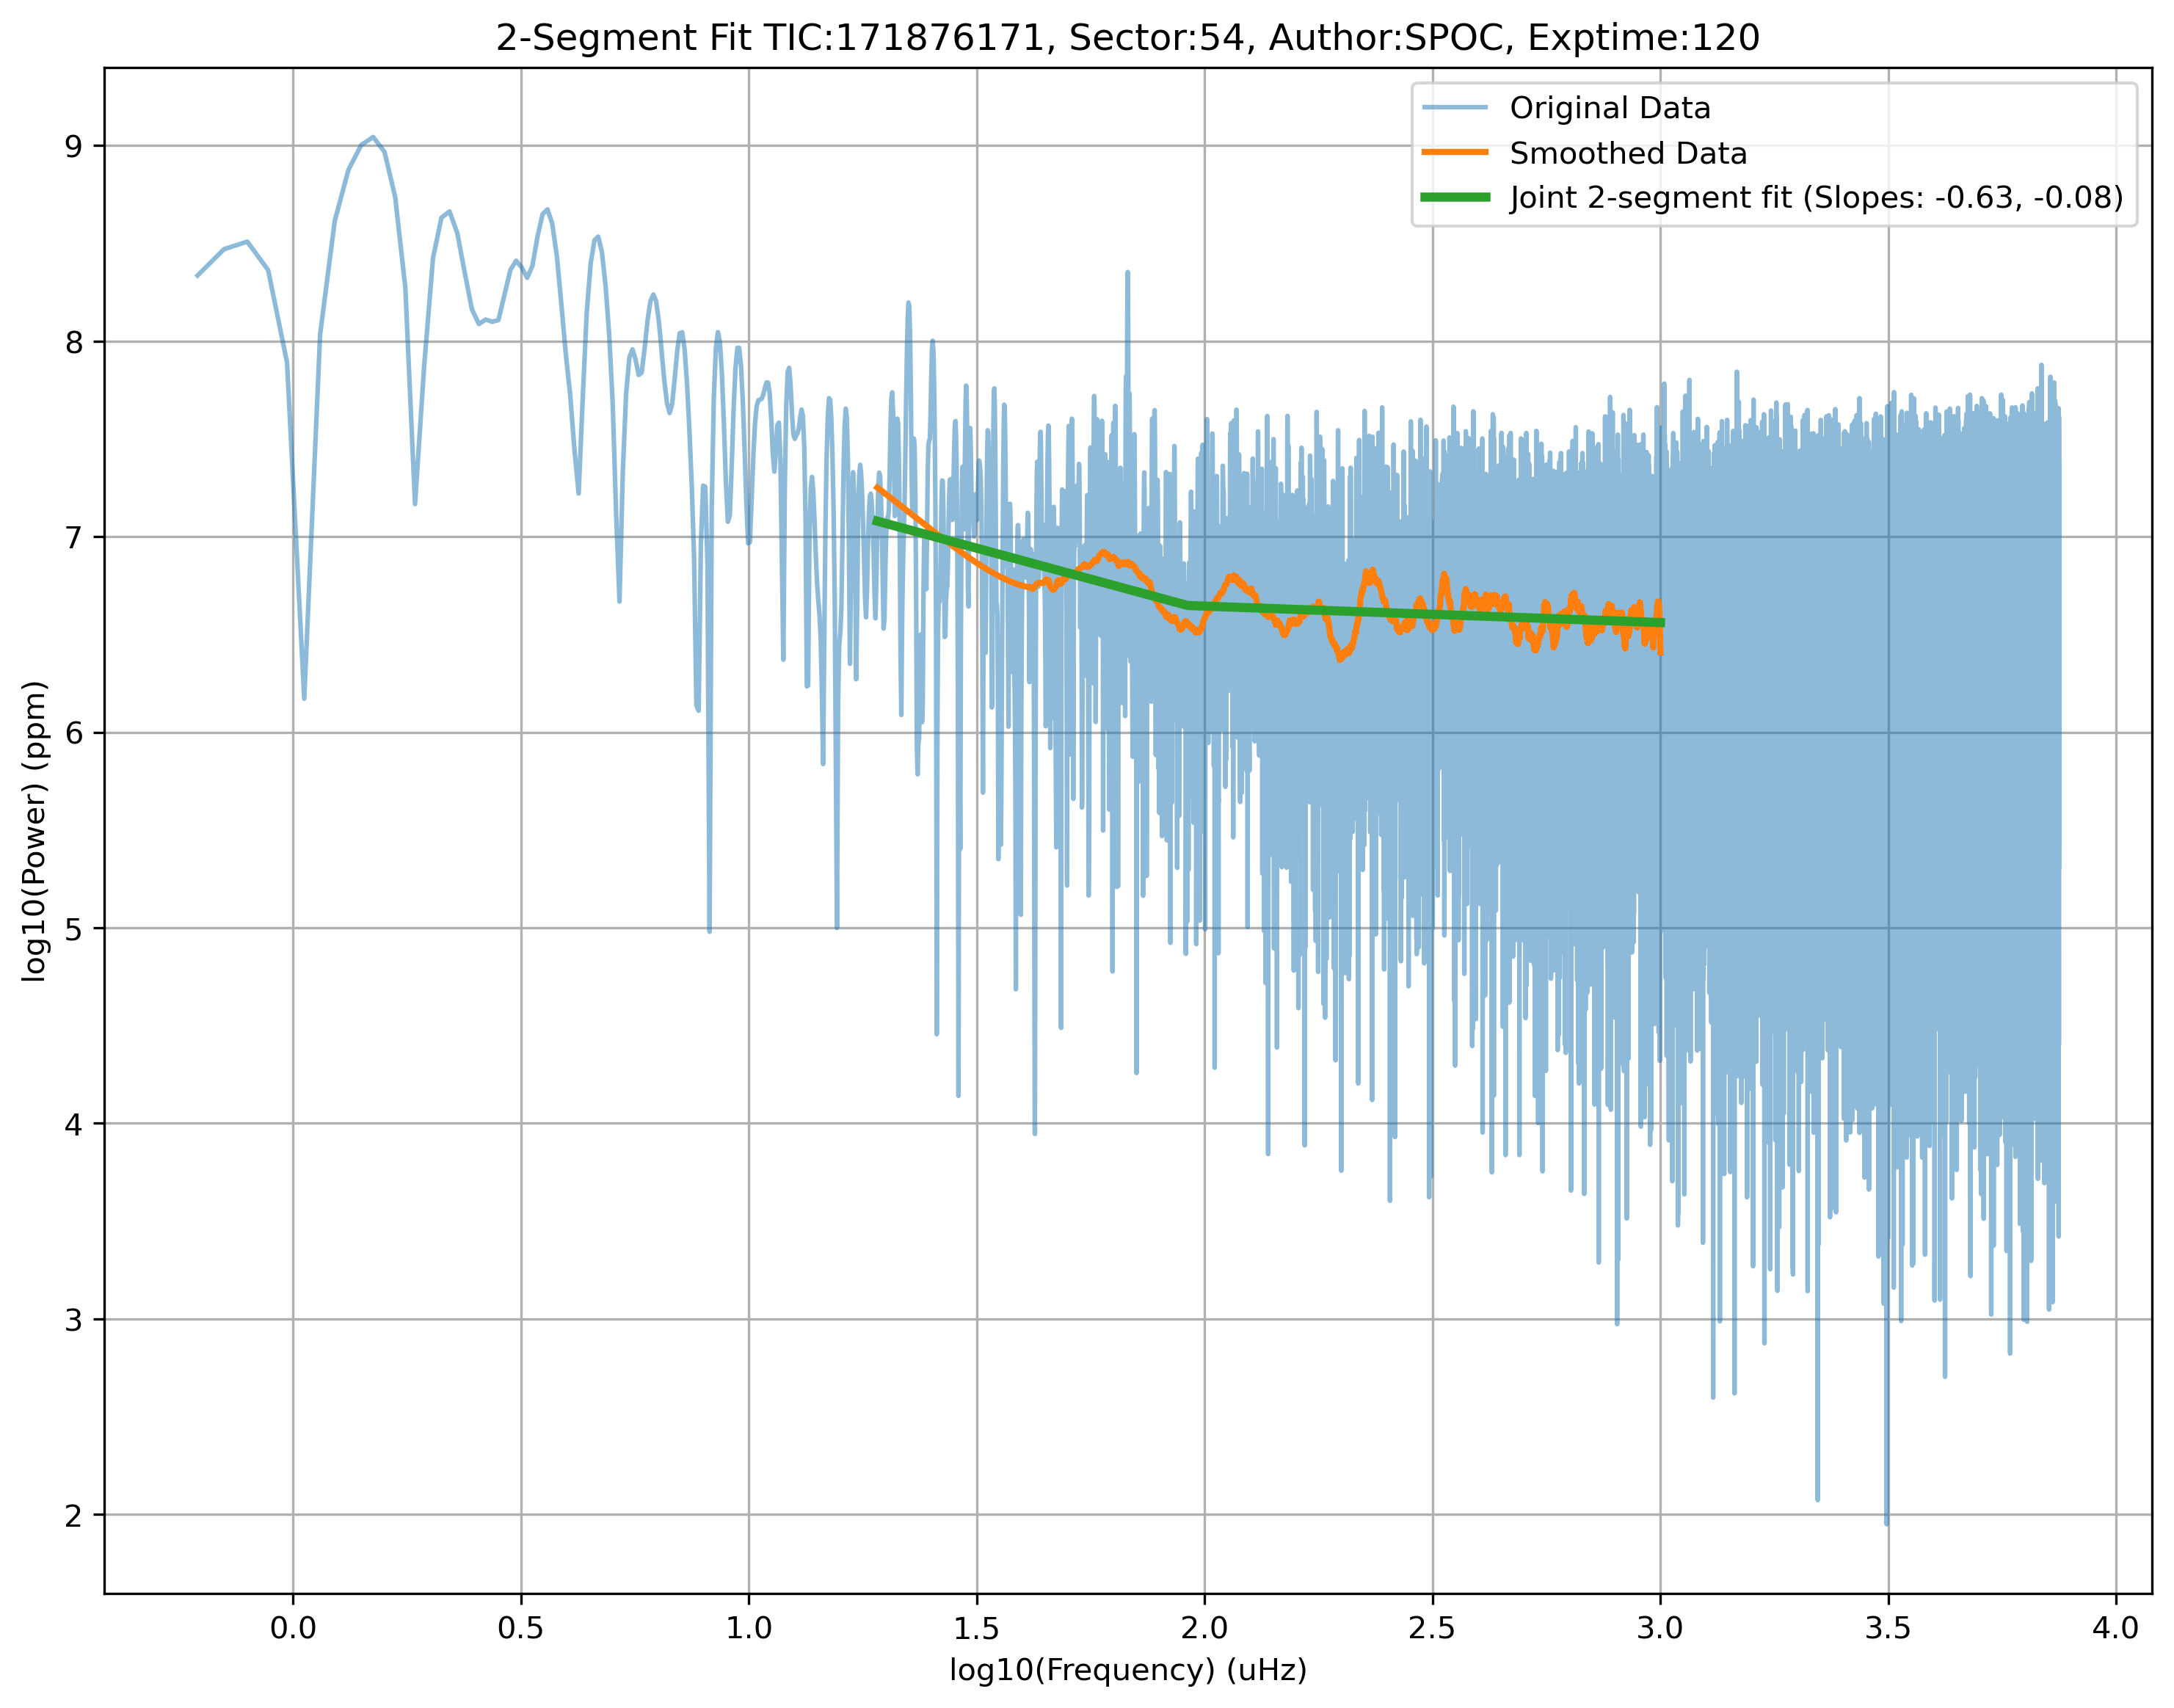 2-Segment Fit TIC:171876171, Sector:54, Author:SPOC, Exptime:120
Original Data
Smoothed Data
Joint 2-segment fit (Slopes: -0.63, -0.08)
log10(Power) (ppm)
9
8
7
6
5
4
3
2
0.0 0.5 1.0 1.5 2.0 2.5 3.0 3.5 4.0
log10(Frequency) (uHz)